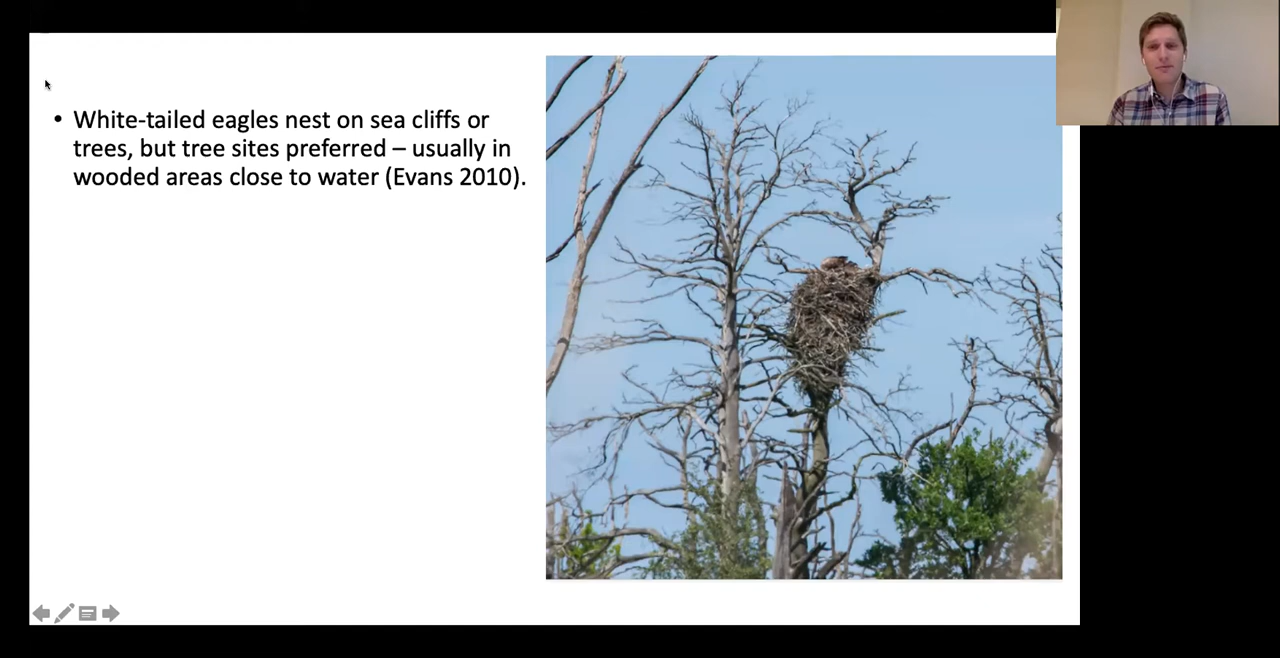 • White-tailed eagles nest on sea cliffs or
trees, but tree sites preferred – usually in
wooded areas close to water (Evans 2010).